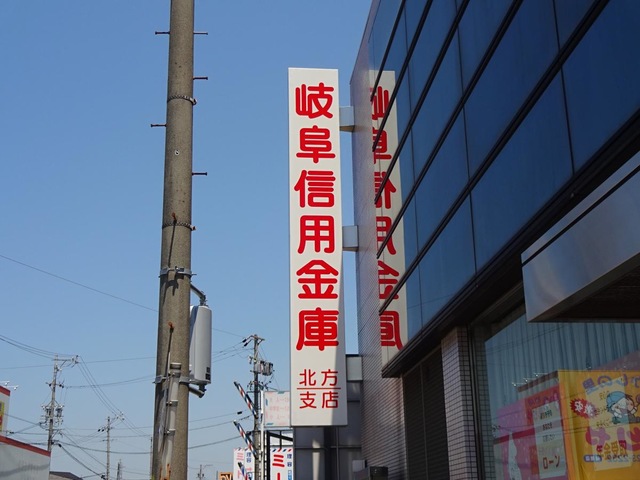 岐阜信用金庫
北方
支店
ローン